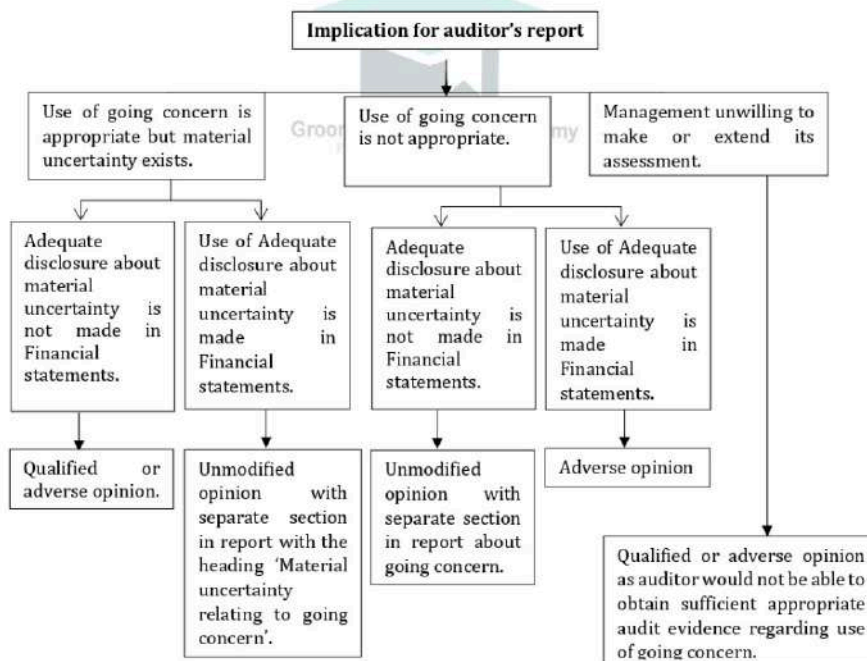 Implication for auditor's report
Use of going concern is
appropriate but material
uncertainty exists.
Use of going concern
is not appropriate.
Management unwilling to
make or extend its
assessment.
Adequate
disclosure about
material
uncertainty is
not made in
Financial
statements.
Use of Adequate
disclosure about
material
uncertainty is
made in
Financial
statements.
Adequate
disclosure about
material
uncertainty is
not made in
Financial
statements.
Use of Adequate
disclosure about
material
uncertainty is
made in
Financial
statements.
Qualified or
adverse opinion.
Unmodified
opinion with
separate section
in report with the
heading 'Material
uncertainty
relating to going
concern'.
Unmodified
opinion with
separate section
in report about
going concern.
Adverse opinion
Qualified or adverse opinion
as auditor would not be able to
obtain sufficient appropriate
audit evidence regarding use
of going concern.